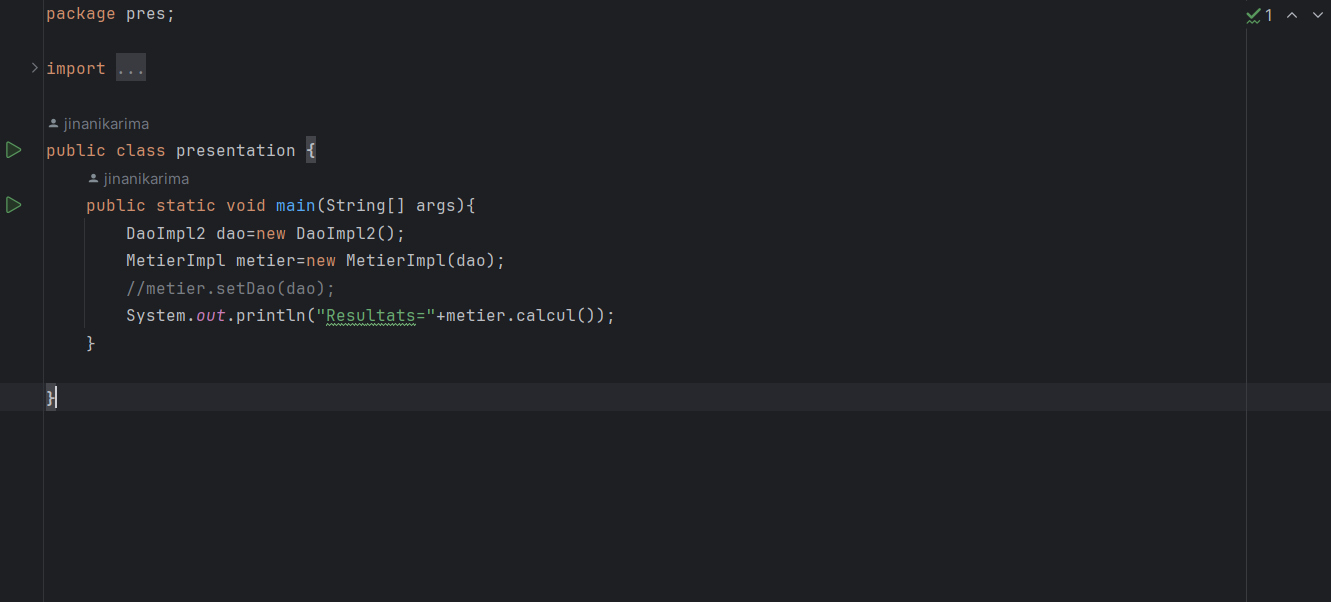 package pres;
1
import ...
jinanikarima
public class presentation {
jinanikarima
public static void main(String[] args){
DaoImpl2 dao=new DaoImpl2();
MetierImpl metier=new MetierImpl(dao);
//metier.setDao(dao);
System.out.println("Resultats="+metier.calcul());
}
}